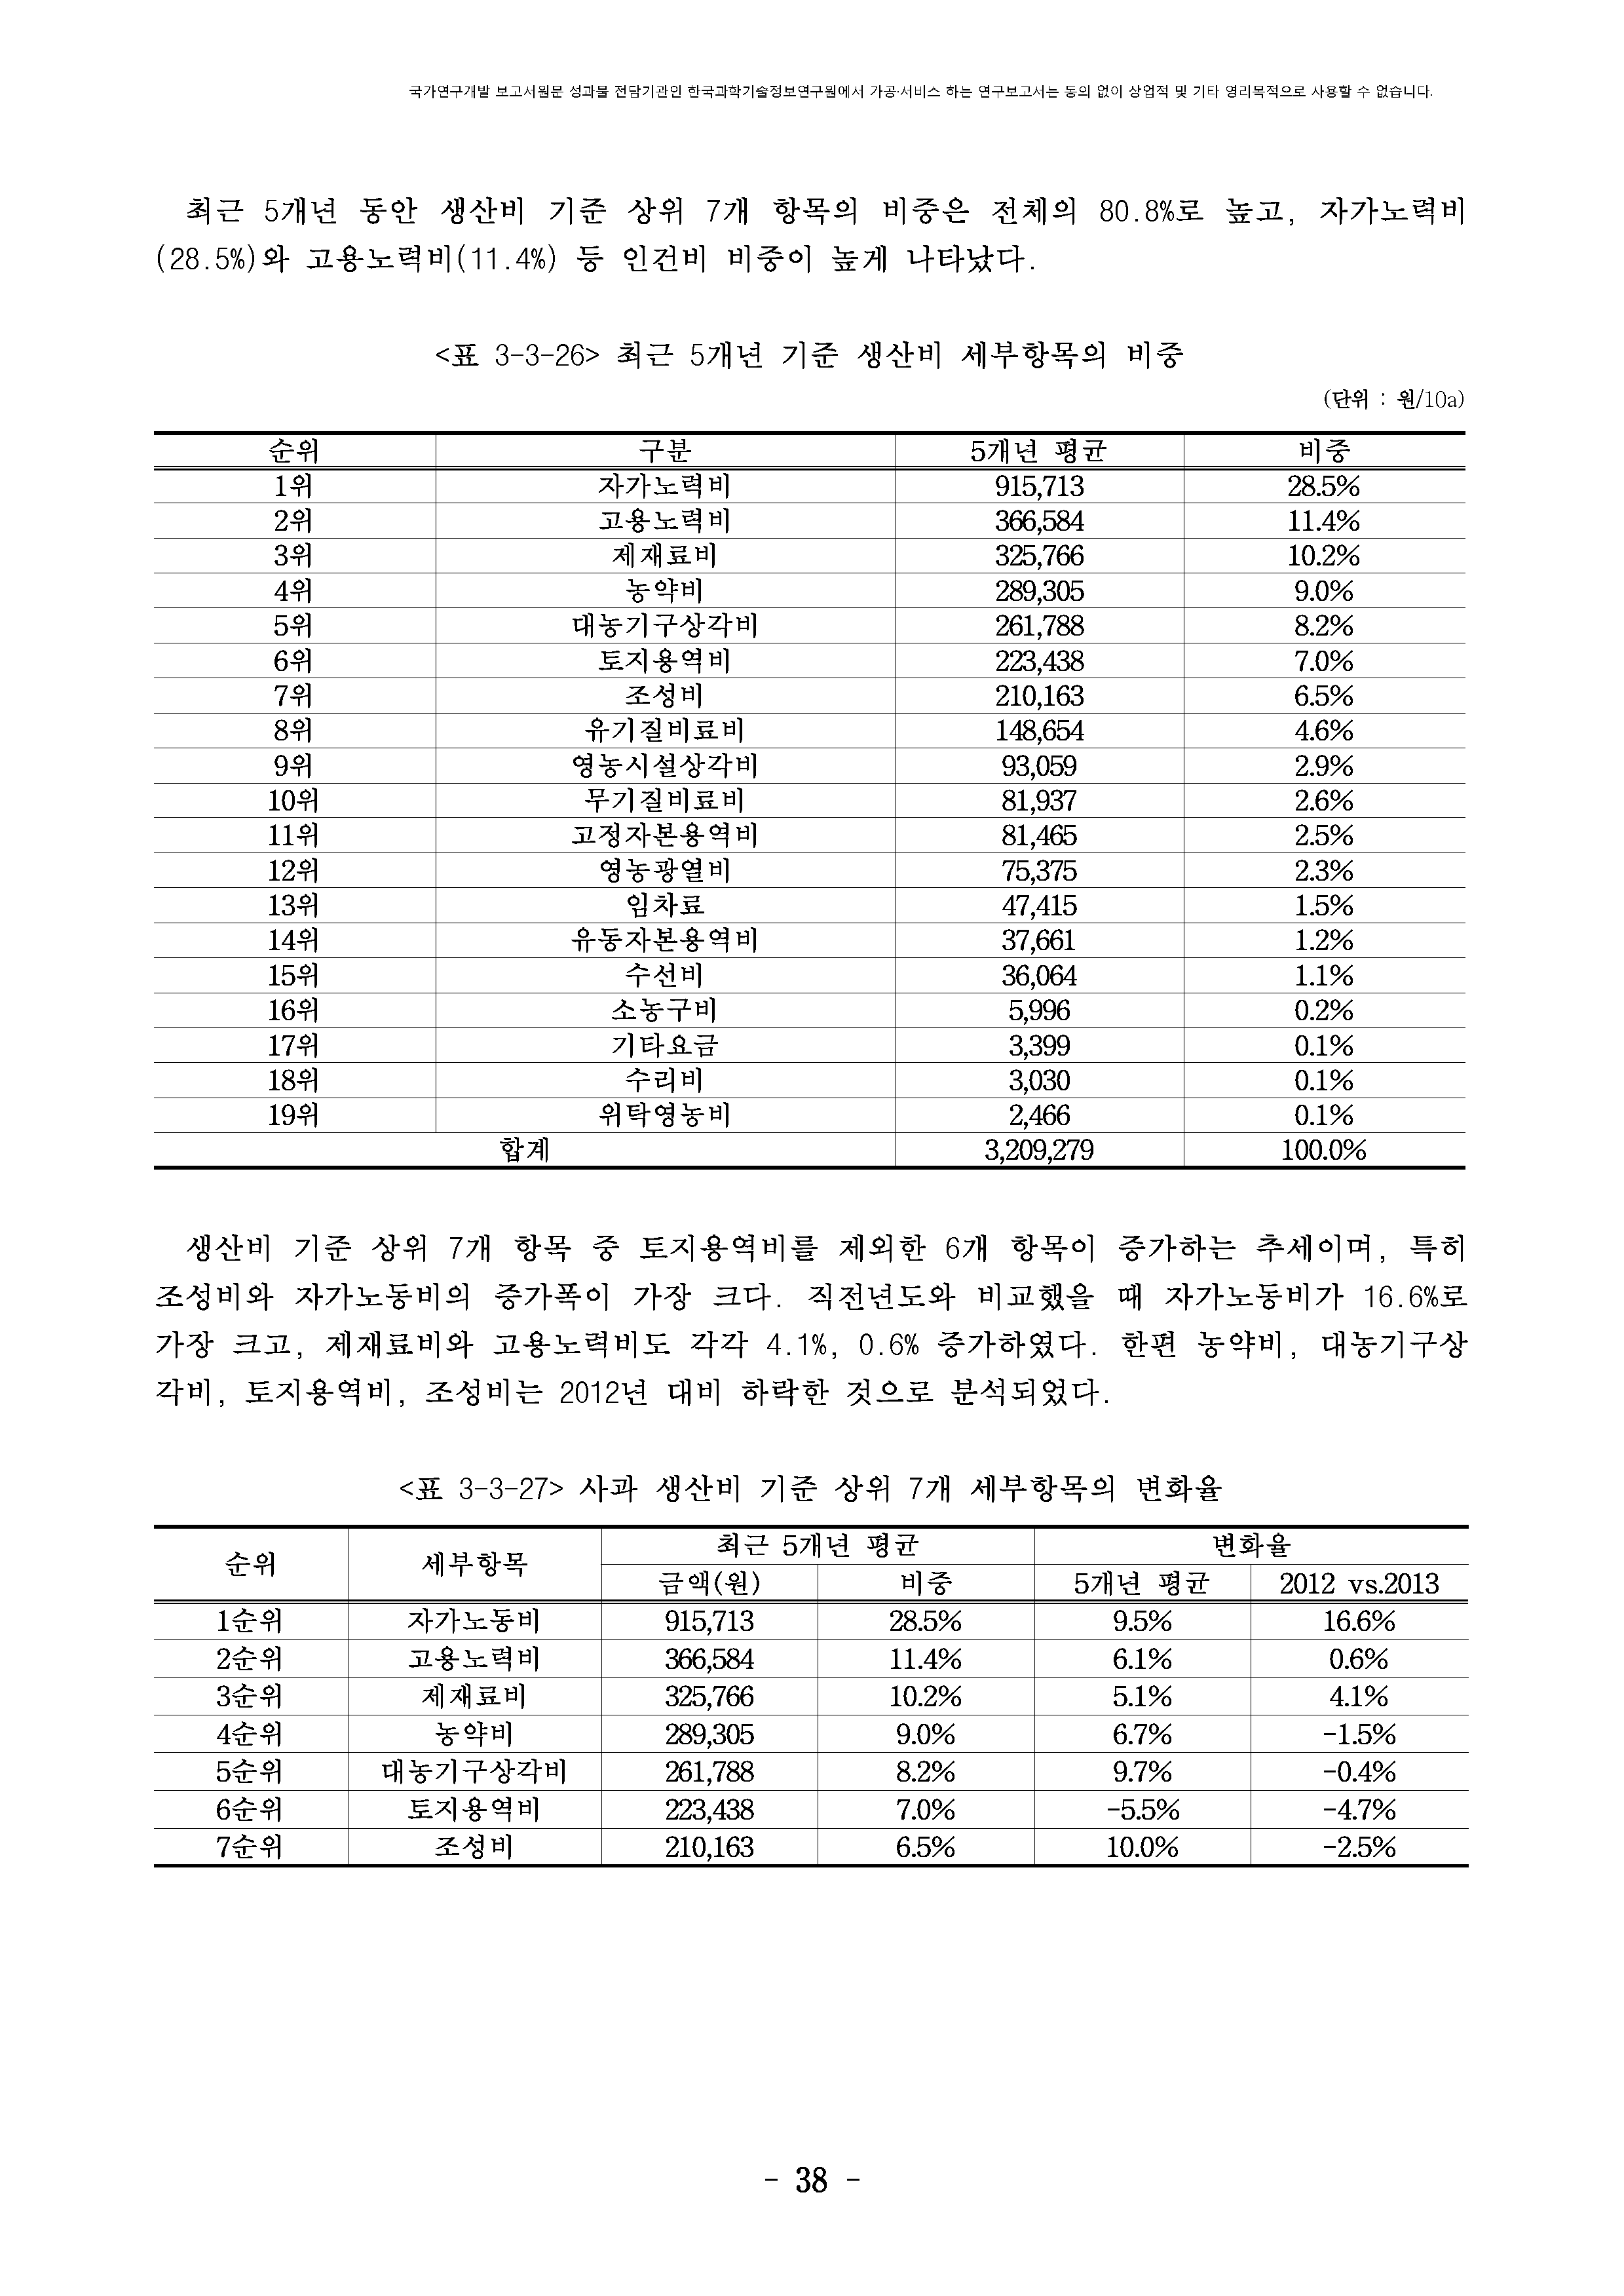 국가연구개발 보고서원문 성과물 전담기관인 한국과학기술정보연구원에서 가공·서비스 하는 연구보고서는 동의 없이 상업적 및 기타 영리목적으로 사용할 수 없습니다.
최근 5개년 동안 생산비 기준 상위 7개 항목의 비중은 전체의 80.8%로 높고, 자가노력비
(28.5%)와 고용노력비(11.4%) 등 인건비 비중이 높게 나타났다.
<표 3-3-26> 최근 5개년 기준 생산비 세부항목의 비중
(단위 : 원/10a)
순위 구분 5개년 평균 비중
1위 자가노력비 915,713 28.5%
2위 고용노력비 366,584 11.4%
3위 제재료비 325,766 10.2%
4위 농약비 289,305 9.0%
5위 대농기구상각비 261,788 8.2%
6위 토지용역비 223,438 7.0%
7위 조성비 210,163 6.5%
8위 유기질비료비 148,654 4.6%
9위 영농시설상각비 93,059 2.9%
10위 무기질비료비 81,937 2.6%
11위 고정자본용역비 81,465 2.5%
12위 영농광열비 75,375 2.3%
13위 임차료 47,415 1.5%
14위 유동자본용역비 37,661 1.2%
15위 수선비 36,064 1.1%
16위 소농구비 5,996 0.2%
17위 기타요금 3,399 0.1%
18위 수리비 3,030 0.1%
19위 위탁영농비 2,466 0.1%
합계 3,209,279 100.0%
생산비 기준 상위 7개 항목 중 토지용역비를 제외한 6개 항목이 증가하는 추세이며, 특히
조성비와 자가노동비의 증가폭이 가장 크다. 직전년도와 비교했을 때 자가노동비가 16.6%로
가장 크고, 제재료비와 고용노력비도 각각 4.1%, 0.6% 증가하였다. 한편 농약비, 대농기구상
각비, 토지용역비, 조성비는 2012년 대비 하락한 것으로 분석되었다.
<표 3-3-27> 사과 생산비 기준 상위 7개 세부항목의 변화율
순위 세부항목 최근 5개년 평균 변화율
금액(원) 비중 5개년 평균 2012 vs.2013
1순위 자가노동비 915,713 28.5% 9.5% 16.6%
2순위 고용노력비 366,584 11.4% 6.1% 0.6%
3순위 제재료비 325,766 10.2% 5.1% 4.1%
4순위 농약비 289,305 9.0% 6.7% -1.5%
5순위 대농기구상각비 261,788 8.2% 9.7% -0.4%
6순위 토지용역비 223,438 7.0% -5.5% -4.7%
7순위 조성비 210,163 6.5% 10.0% -2.5%
- 38 -